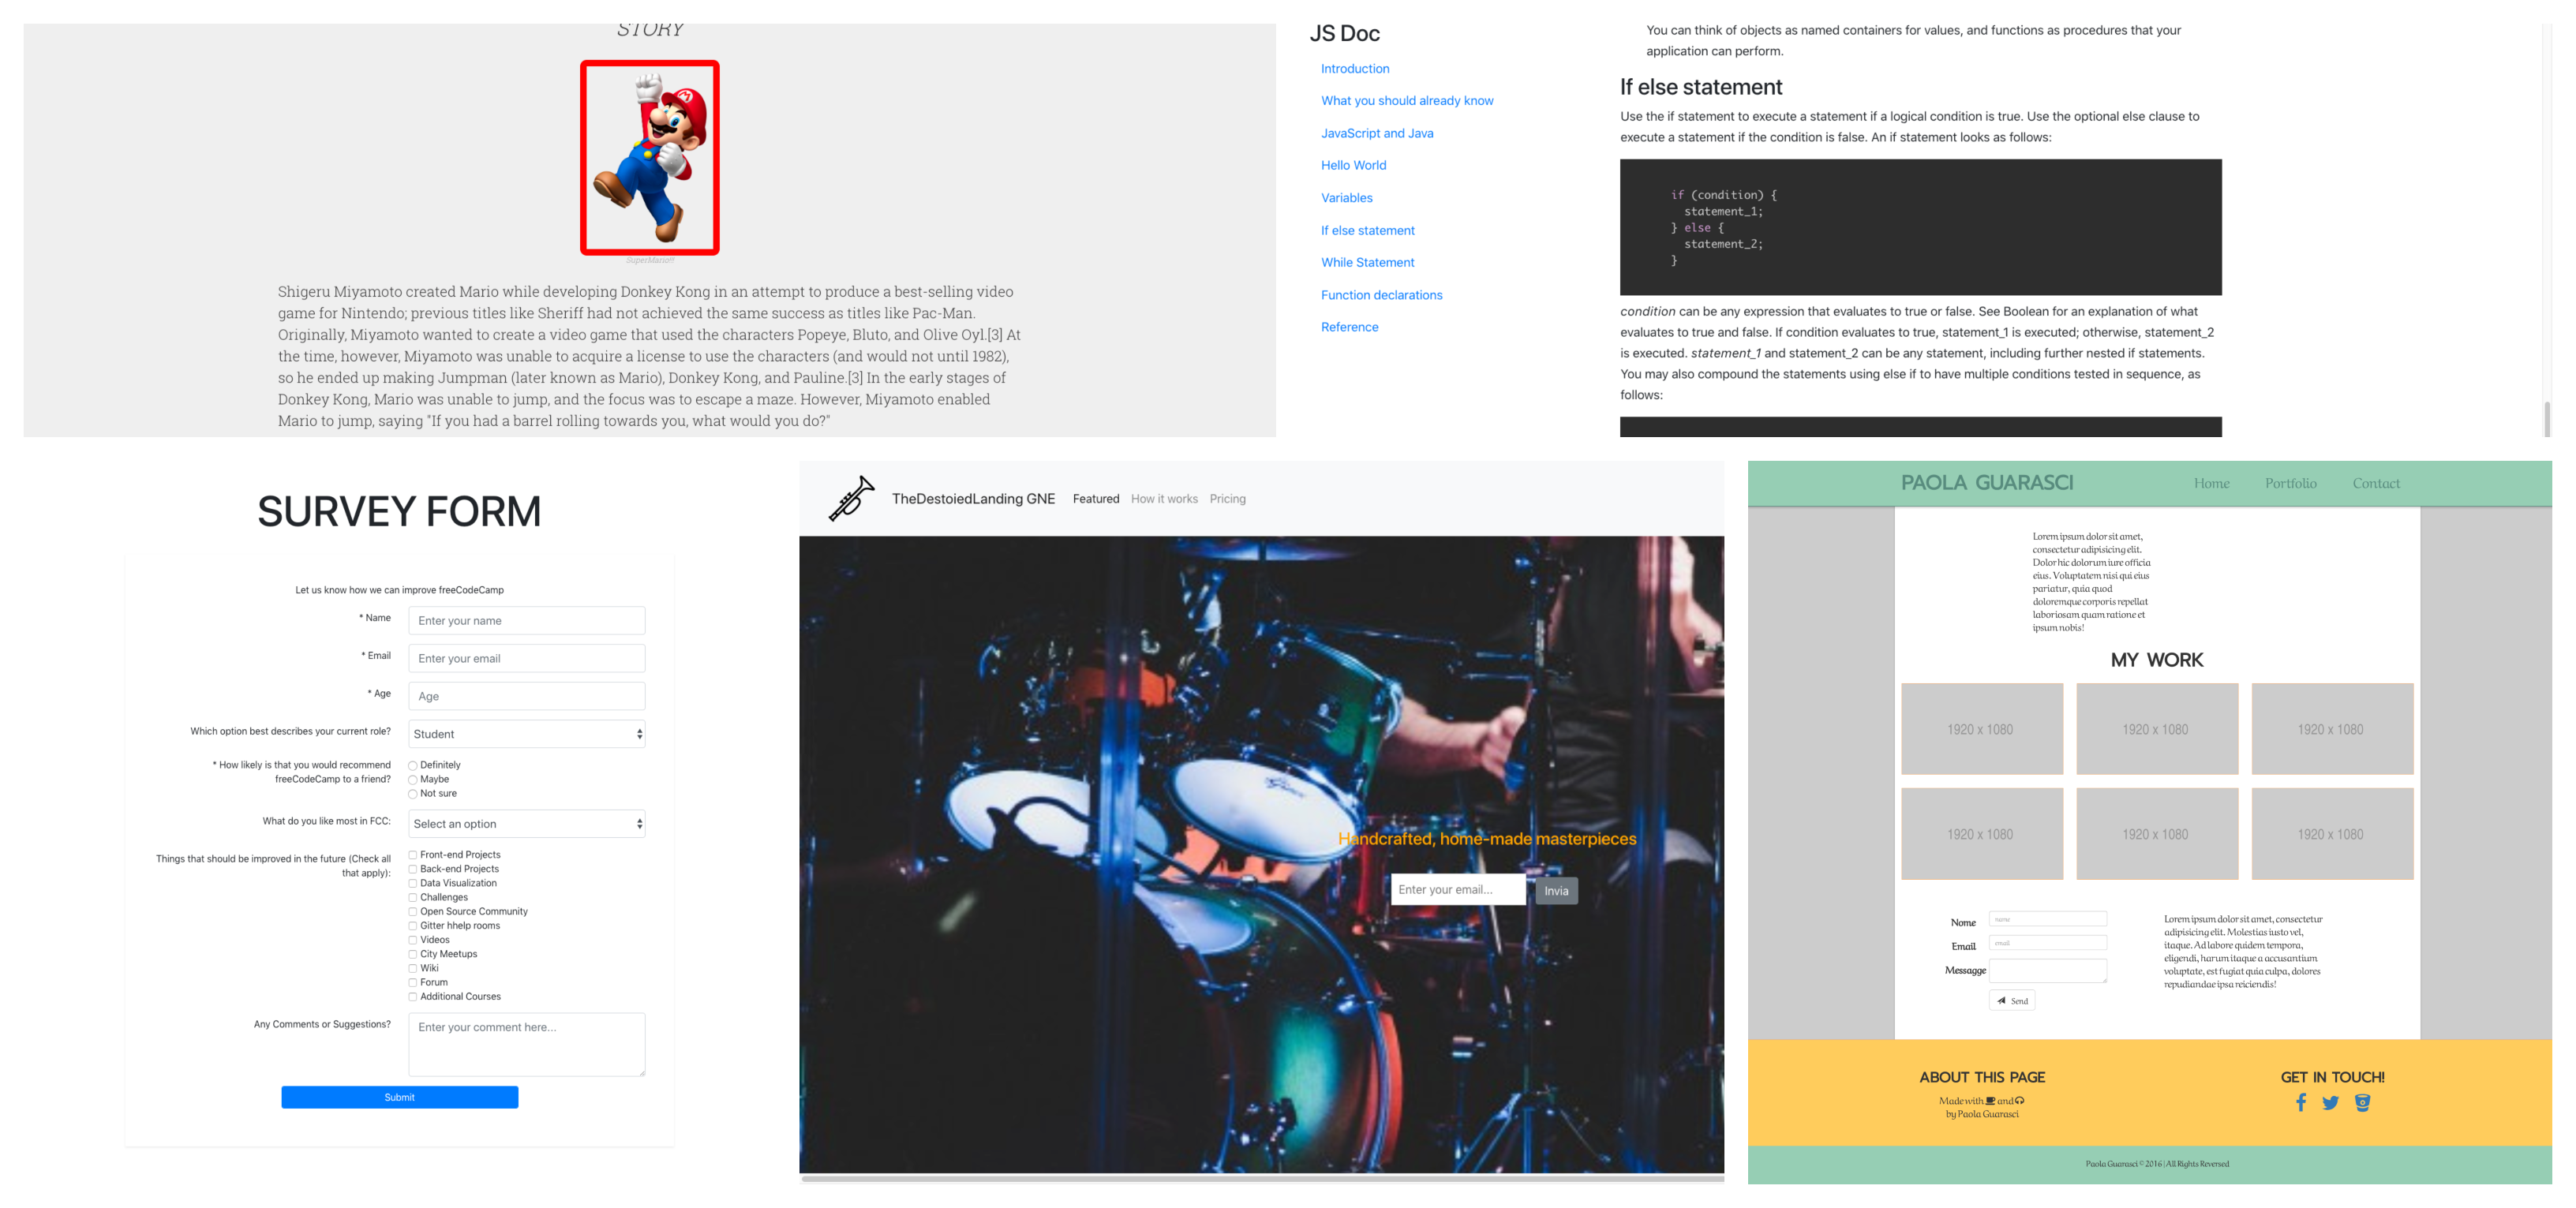 STORY
SuperMario!!!
Shigeru Miyamoto created Mario while developing Donkey Kong in an attempt to produce a best-selling video
game for Nintendo; previous titles like Sheriff had not achieved the same success as titles like Pac-Man.
Originally, Miyamoto wanted to create a video game that used the characters Popeye, Bluto, and Olive Oyl.[3] At
the time, however, Miyamoto was unable to acquire a license to use the characters (and would not until 1982),
so he ended up making Jumpman (later known as Mario), Donkey Kong, and Pauline.[3] In the early stages of
Donkey Kong, Mario was unable to jump, and the focus was to escape a maze. However, Miyamoto enabled
Mario to jump, saying "If you had a barrel rolling towards you, what would you do?"
JS Doc
Introduction
What you should already know
JavaScript and Java
Hello World
Variables
If else statement
While Statement
Function declarations
Reference
You can think of objects as named containers for values, and functions as procedures that your
application can perform.
If else statement
Use the if statement to execute a statement if a logical condition is true. Use the optional else clause to
execute a statement if the condition is false. An if statement looks as follows:
if (condition) {
statement_1;
} else {
statement_2;
}
condition can be any expression that evaluates to true or false. See Boolean for an explanation of what
evaluates to true and false. If condition evaluates to true, statement_1 is executed; otherwise, statement_2
is executed. statement_1 and statement_2 can be any statement, including further nested if statements.
You may also compound the statements using else if to have multiple conditions tested in sequence, as
follows:
SURVEY FORM
Let us know how we can improve freeCodeCamp
* Name
Enter your name
* Email
Enter your email
* Age
Age
Which option best describes your current role?
Student
* How likely is that you would recommend
freeCodeCamp to a friend?
Definitely
Maybe
Not sure
What do you like most in FCC:
Select an option
Things that should be improved in the future (Check all
that apply):
Front-end Projects
Back-end Projects
Data Visualization
Challenges
Open Source Community
Gitter hhelp rooms
Videos
City Meetups
Wiki
Forum
Additional Courses
Any Comments or Suggestions?
Enter your comment here...
Submit
TheDestoiedLanding GNE Featured How it works Pricing
Handcrafted, home-made masterpieces
Enter your email...
Invia
PAOLA GUARASCI
Home Portfolio Contact
Lorem ipsum dolor sit amet,
consectetur adipisicing elit.
Dolor hic dolorum iure officia
eius. Voluptatem nisi qui eius
pariatur, quia quod
doloremque corporis repellat
laboriosam quam ratione et
ipsum nobis!
MY WORK
1920 x 1080 1920 x 1080 1920 x 1080
1920 x 1080 1920 x 1080 1920 x 1080
Nome
name
Email
email
Messagge
Send
Lorem ipsum dolor sit amet, consectetur
adipisicing elit. Molestias iusto vel,
itaque. Ad labore quidem tempora,
eligendi, harum itaque a accusantium
voluptate, est fugiat quia culpa, dolores
repudiandae ipsa reiciendis!
ABOUT THIS PAGE
Made with and
by Paola Guarasci
GET IN TOUCH!
Paola Guarasci © 2016 | All Rights Reversed